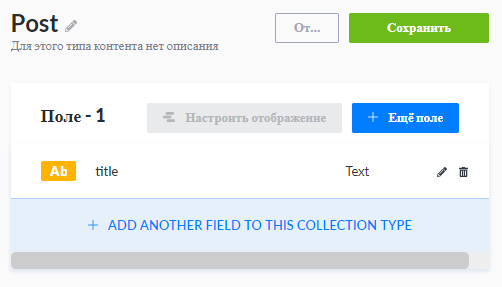 Post
От...
Сохранить
Для этого типа контента нет описания
Поле - 1
Настроить отображение
Ещё поле
Ab title Text
ADD ANOTHER FIELD TO THIS COLLECTION TYPE